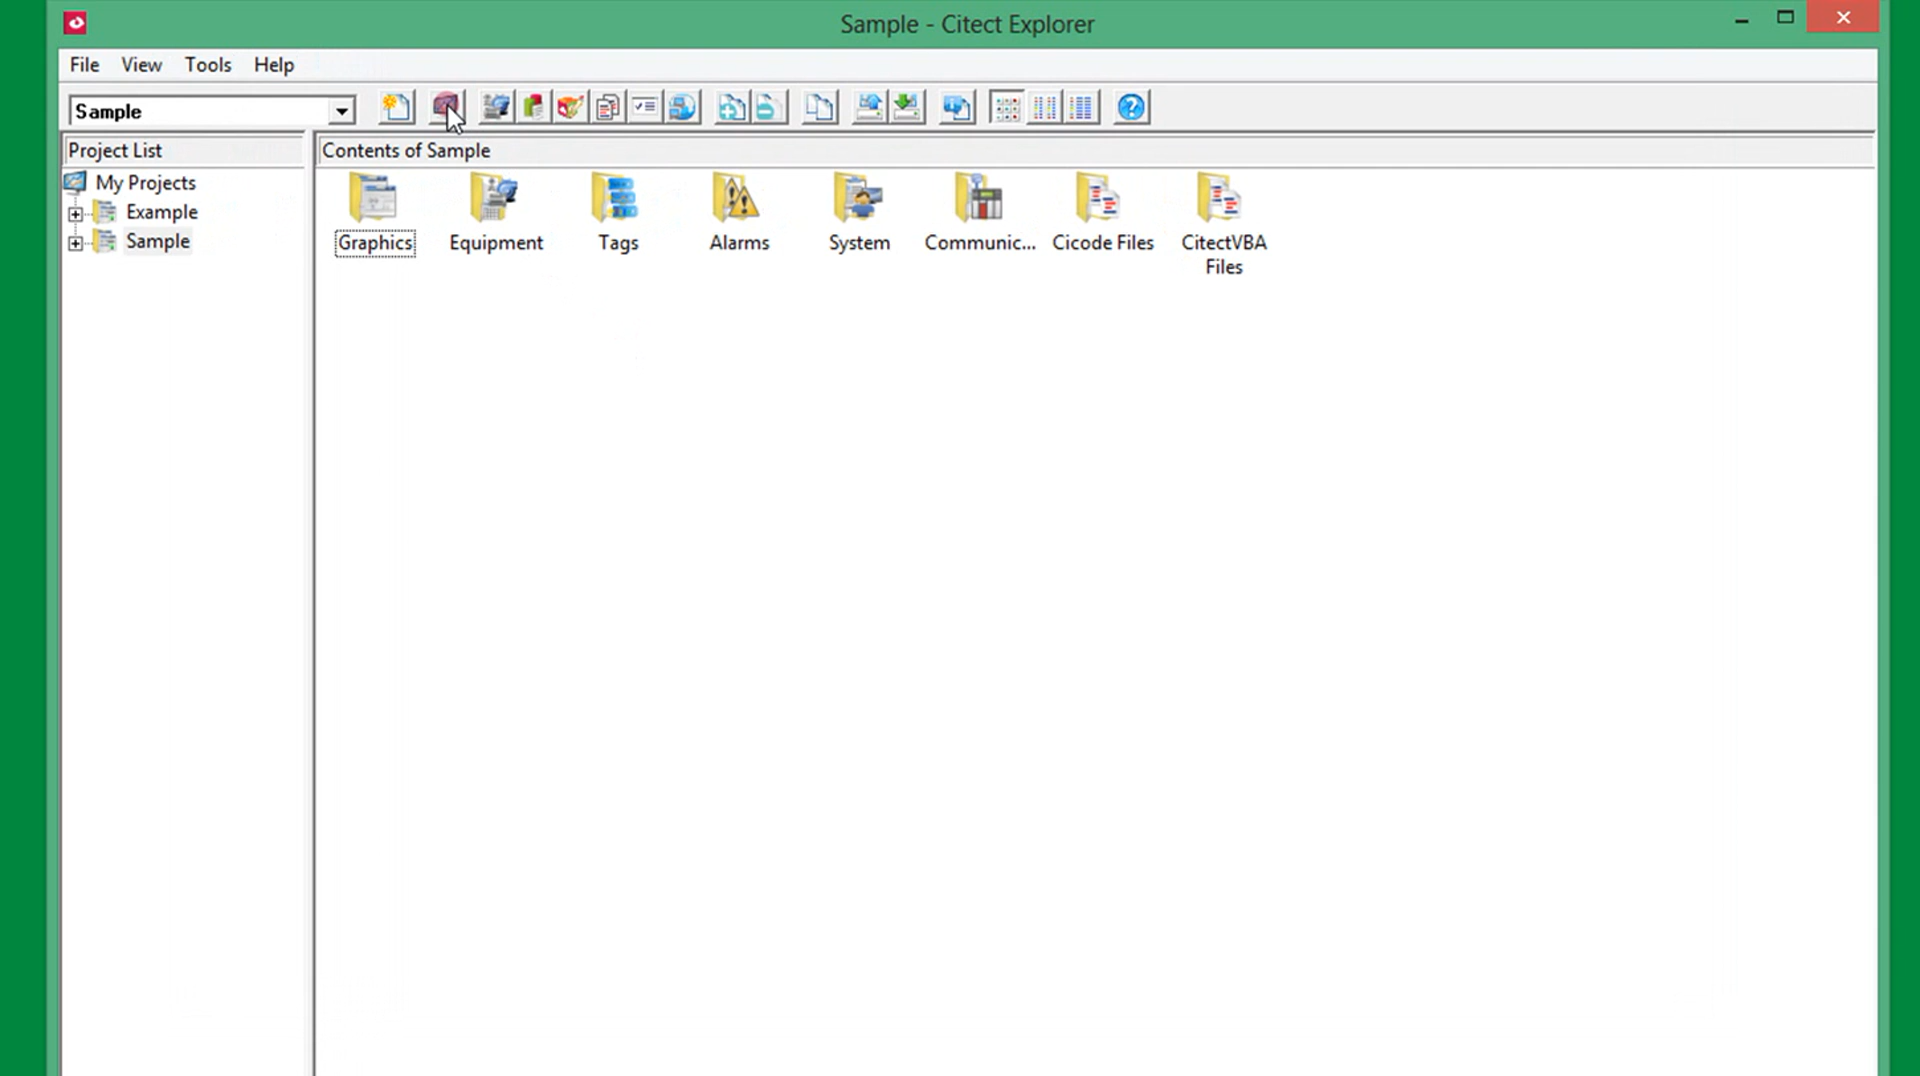 Sample - Citect Explorer
File View Tools Help
Sample
Project List
Contents of Sample
My Projects
Example
Sample
Graphics
Equipment
Tags
Alarms
System
Communic...
Cicode Files
CitectVBA
Files